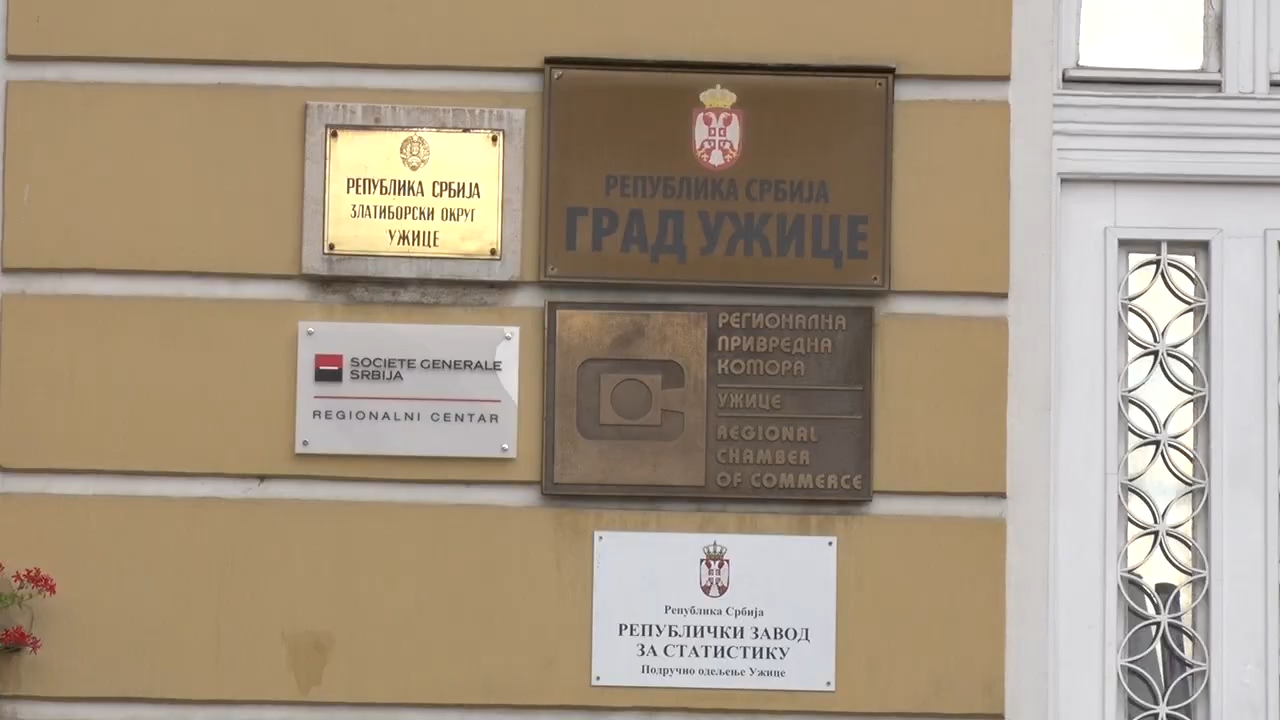 РЕПУБЛИКА СРБИЈА
ЗЛАТИБОРСКИ ОКРУГ
УЖИЦЕ
РЕПУБЛИКА СРБИЈА
ГРАД УЖИЦЕ
SOCIETE GENERALE
SRBIJA
REGIONALNI CENTAR
РЕГИОНАЛНА
ПРИВРЕДНА
КОМОРА
УЖИЦЕ
REGIONAL
CHAMBER
OF COMMERCE
Република Србија
РЕПУБЛИЧКИ ЗАВОД
ЗА СТАТИСТИКУ
Подручно одељење Ужице